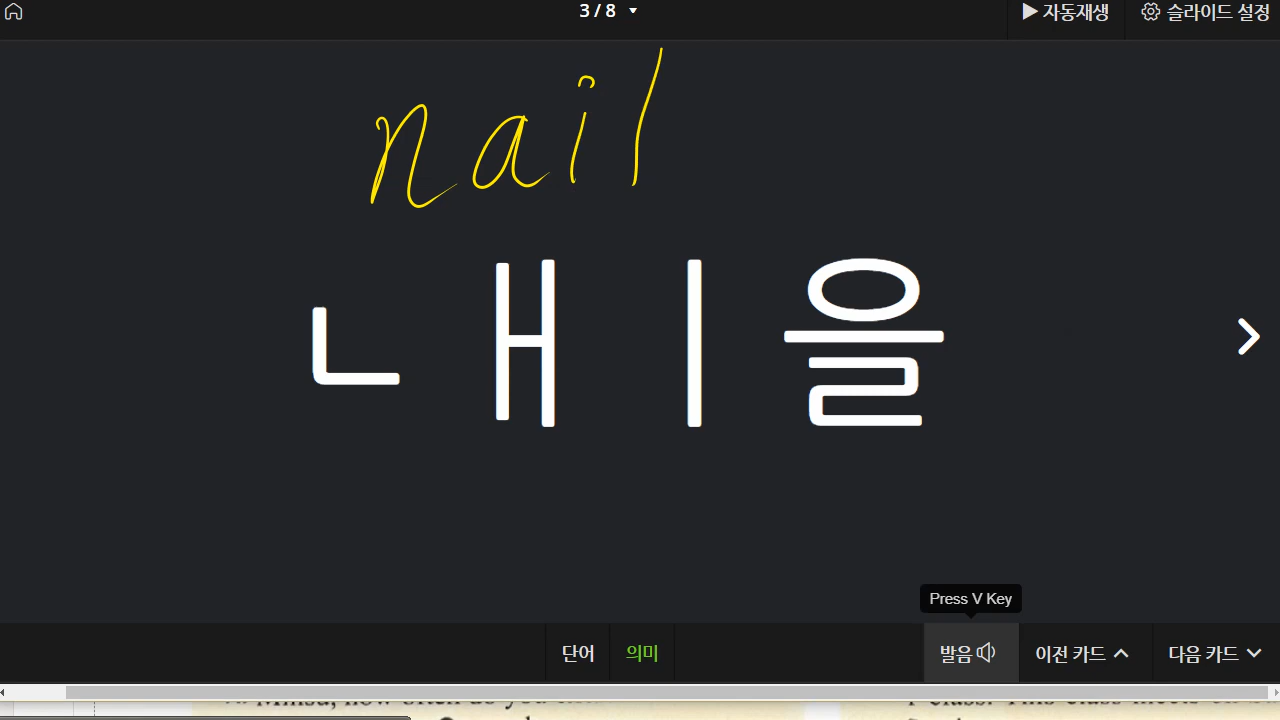 3 / 8
자동재생
슬라이드 설정
nail
ㄴ ㅐ ㅣ 을
Press V Key
단어
의미
발음
이전 카드
다음 카드